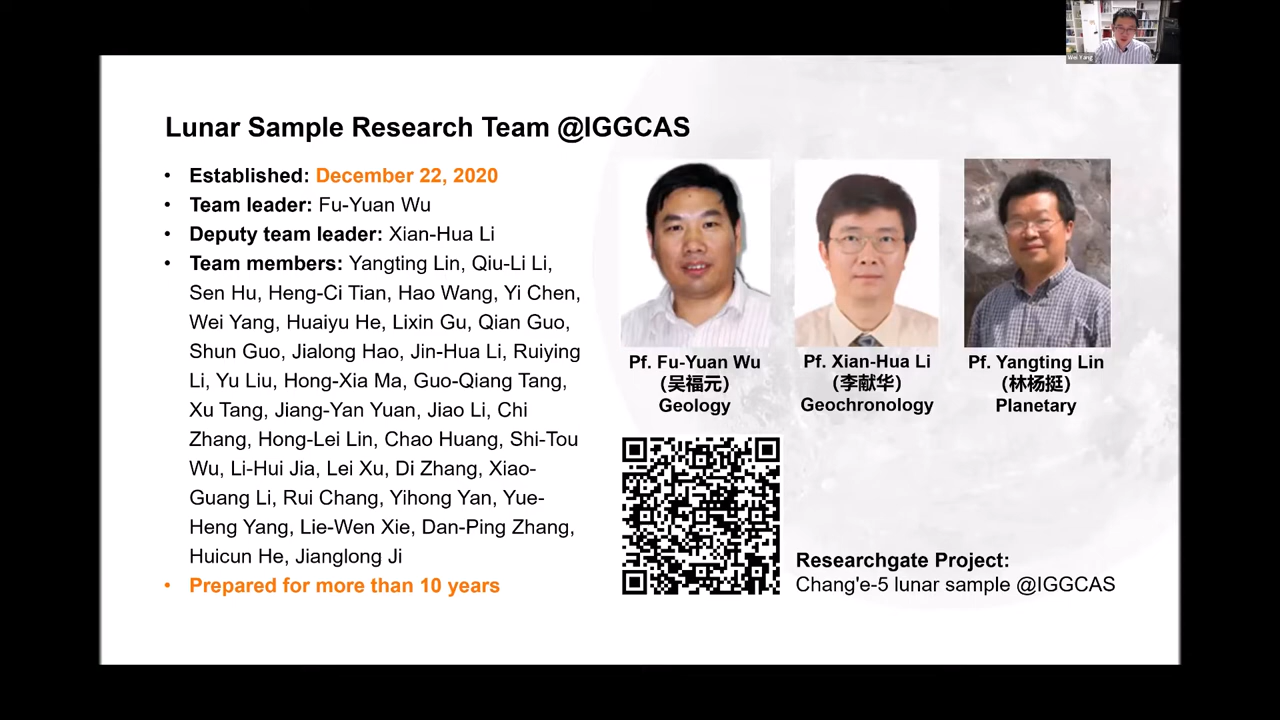 Wei Yang
Lunar Sample Research Team @IGGCAS
• Established: December 22, 2020
• Team leader: Fu-Yuan Wu
• Deputy team leader: Xian-Hua Li
• Team members: Yangting Lin, Qiu-Li Li,
Sen Hu, Heng-Ci Tian, Hao Wang, Yi Chen,
Wei Yang, Huaiyu He, Lixin Gu, Qian Guo,
Shun Guo, Jialong Hao, Jin-Hua Li, Ruiying
Li, Yu Liu, Hong-Xia Ma, Guo-Qiang Tang,
Xu Tang, Jiang-Yan Yuan, Jiao Li, Chi
Zhang, Hong-Lei Lin, Chao Huang, Shi-Tou
Wu, Li-Hui Jia, Lei Xu, Di Zhang, Xiao-
Guang Li, Rui Chang, Yihong Yan, Yue-
Heng Yang, Lie-Wen Xie, Dan-Ping Zhang,
Huicun He, Jianglong Ji
• Prepared for more than 10 years
Pf. Fu-Yuan Wu
（吴福元）
Geology
Pf. Xian-Hua Li
（李献华）
Geochronology
Pf. Yangting Lin
（林杨挺）
Planetary
Researchgate Project:
Chang'e-5 lunar sample @IGGCAS